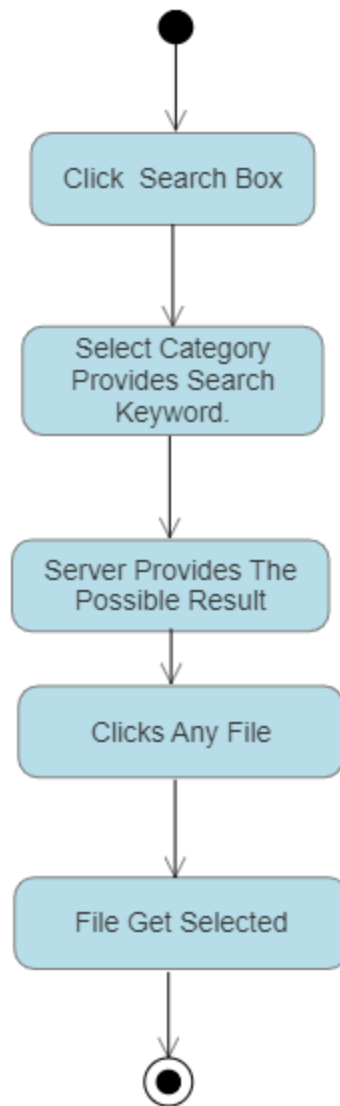 Click Search Box
Select Category
Provides Search
Keyword.
Server Provides The
Possible Result
Clicks Any File
File Get Selected